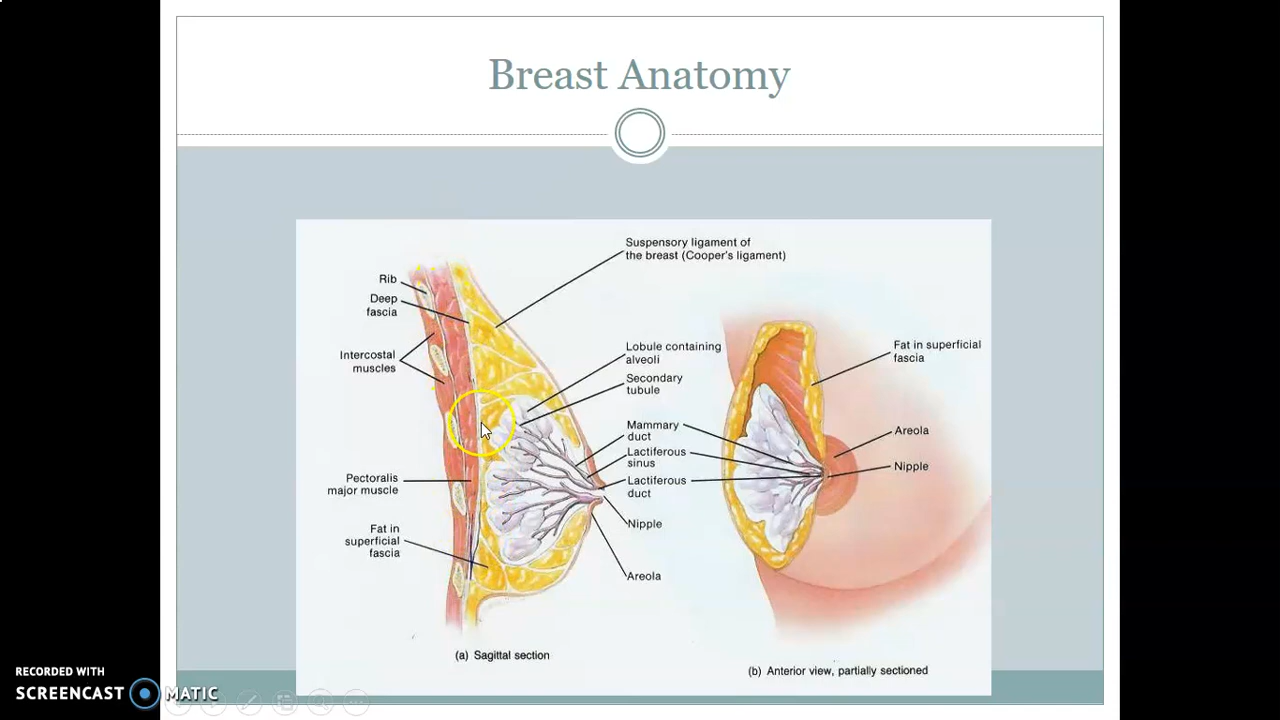 Breast Anatomy
Suspensory ligament of
the breast (Cooper's ligament)
Rib
Deep
fascia
Intercostal
muscles
Pectoralis
major muscle
Fat in
superficial
fascia
Lobule containing
alveoli
Secondary
tubule
Mammary
duct
Lactiferous
sinus
Lactiferous
duct
Nipple
Areola
(a) Sagittal section
Fat in superficial
fascia
Areola
Nipple
(b) Anterior view, partially sectioned
RECORDED WITH
SCREENCAST MATIC